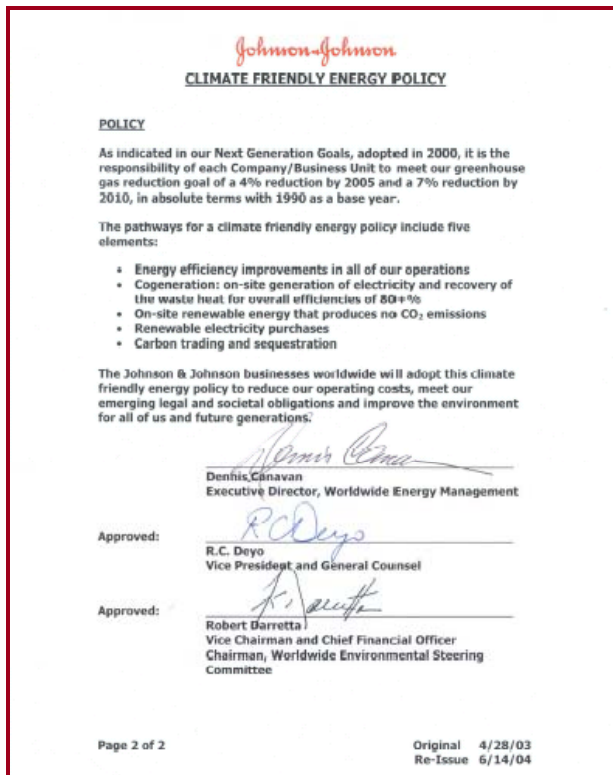 Johnson & Johnson
CLIMATE FRIENDLY ENERGY POLICY
POLICY
As indicated in our Next Generation Goals, adopted in 2000, it is the
responsibility of each Company/Business Unit to meet our greenhouse
gas reduction goal of a 4% reduction by 2005 and a 7% reduction by
2010, in absolute terms with 1990 as a base year.
The pathways for a climate friendly energy policy include five
elements:
• Energy efficiency improvements in all of our operations
• Cogeneration: on-site generation of electricity and recovery of
the waste heat for overall efficiencies of 80+%
• On-site renewable energy that produces no CO₂ emissions
• Renewable electricity purchases
• Carbon trading and sequestration
The Johnson & Johnson businesses worldwide will adopt this climate
friendly energy policy to reduce our operating costs, meet our
emerging legal and societal obligations and improve the environment
for all of us and future generations.
Dennis Canavan
Executive Director, Worldwide Energy Management
R C Deyo
Approved:
R.C. Deyo
Vice President and General Counsel
Approved:
Robert Darretta
Vice Chairman and Chief Financial Officer
Chairman, Worldwide Environmental Steering
Committee
Page 2 of 2
Original 4/28/03
Re-Issue 6/14/04